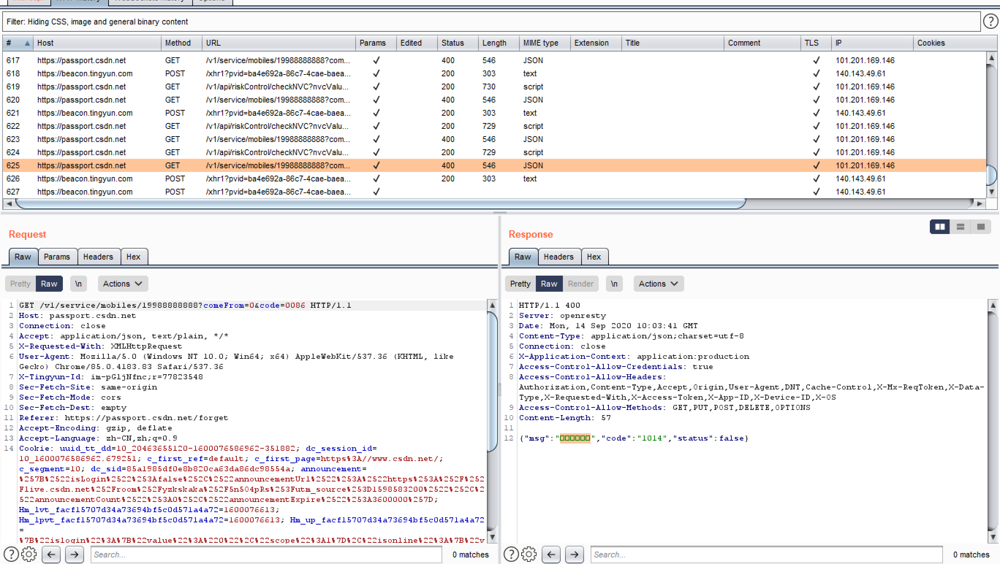 Filter: Hiding CSS, image and general binary content
# Host Method URL Params Edited Status Length MIME type Extension Title Comment TLS IP Cookies
617 https://passport.csdn.net GET /v1/service/mobiles/19988888888?com... ✓ 400 546 JSON ✓ 101.201.169.146
618 https://beacon.tingyun.com POST /xhr1?pvid=ba4e692a-86c7-4cae-baea... ✓ 200 303 text ✓ 140.143.49.61
619 https://passport.csdn.net GET /v1/api/riskControl/checkNVC?nvcValu... ✓ 200 730 script ✓ 101.201.169.146
620 https://passport.csdn.net GET /v1/service/mobiles/19988888888?com... ✓ 400 546 JSON ✓ 101.201.169.146
621 https://beacon.tingyun.com POST /xhr1?pvid=ba4e692a-86c7-4cae-baea... ✓ 200 303 text ✓ 140.143.49.61
622 https://passport.csdn.net GET /v1/api/riskControl/checkNVC?nvcValu... ✓ 200 729 script ✓ 101.201.169.146
623 https://passport.csdn.net GET /v1/service/mobiles/19988888888?com... ✓ 400 546 JSON ✓ 101.201.169.146
624 https://passport.csdn.net GET /v1/api/riskControl/checkNVC?nvcValu... ✓ 200 729 script ✓ 101.201.169.146
625 https://passport.csdn.net GET /v1/service/mobiles/19988888888?com... ✓ 400 546 JSON ✓ 101.201.169.146
626 https://beacon.tingyun.com POST /xhr1?pvid=ba4e692a-86c7-4cae-baea... ✓ 200 303 text ✓ 140.143.49.61
627 https://beacon.tingyun.com POST /xhr1?pvid=ba4e692a-86c7-4cae-baea... ✓ ✓ 140.143.49.61
Request
Raw Params Headers Hex
Pretty Raw \n Actions
1 GET /v1/service/mobiles/19988888888?comeFrom=0&code=0086 HTTP/1.1
2 Host: passport.csdn.net
3 Connection: close
4 Accept: application/json, text/plain, */*
5 X-Requested-With: XMLHttpRequest
6 User-Agent: Mozilla/5.0 (Windows NT 10.0; Win64; x64) AppleWebKit/537.36 (KHTML, like
Gecko) Chrome/85.0.4183.83 Safari/537.36
7 X-Tingyun-Id: im-pGljNfnc;r=77823548
8 Sec-Fetch-Site: same-origin
9 Sec-Fetch-Mode: cors
10 Sec-Fetch-Dest: empty
11 Referer: https://passport.csdn.net/forget
12 Accept-Encoding: gzip, deflate
13 Accept-Language: zh-CN,zh;q=0.9
14 Cookie: uuid_tt_dd=10_20463655120-1600076586962-351882; dc_session_id=
10_1600076586962.679251; c_first_ref=default; c_first_page=https%3A//www.csdn.net/;
c_segment=10; dc_sid=85a1985df0e8b820ca63da86dc98554a; announcement=
%257B%2522isLogin%2522%253Afalse%252C%2522announcementUrl%2522%253A%2522https%253A%252F%252
Flive.csdn.net%252Froom%252Fyzkskaka%252F5n504pRs%253Futm_source%253D1598583200%2522%252C%2
522announcementCount%2522%253A0%252C%2522announcementExpire%2522%253A3600000%257D;
Hm_lvt_facf15707d34a73694bf5c0d571a4a72=1600076613;
Hm_lpvt_facf15707d34a73694bf5c0d571a4a72=1600076613; Hm_up_facf15707d34a73694bf5c0d571a4a72
=
%7B%22islogin%22%3A%7B%22value%22%3A%220%22%2C%22scope%22%3A1%7D%2C%22isonline%22%3A%7B%22v
Search...
0 matches
Response
Raw Headers Hex
Pretty Raw Render \n Actions
1 HTTP/1.1 400
2 Server: openresty
3 Date: Mon, 14 Sep 2020 10:03:41 GMT
4 Content-Type: application/json;charset=utf-8
5 Connection: close
6 X-Application-Context: application:production
7 Access-Control-Allow-Credentials: true
8 Access-Control-Allow-Headers:
Authorization,Content-Type,Accept,Origin,User-Agent,DNT,Cache-Control,X-Mx-ReqToken,X-Data-
Type,X-Requested-With,X-Access-Token,X-App-ID,X-Device-ID,X-OS
9 Access-Control-Allow-Methods: GET,PUT,POST,DELETE,OPTIONS
10 Content-Length: 57
11
12 {"msg":"□□□□□□","code":"1014","status":false}
Search...
0 matches